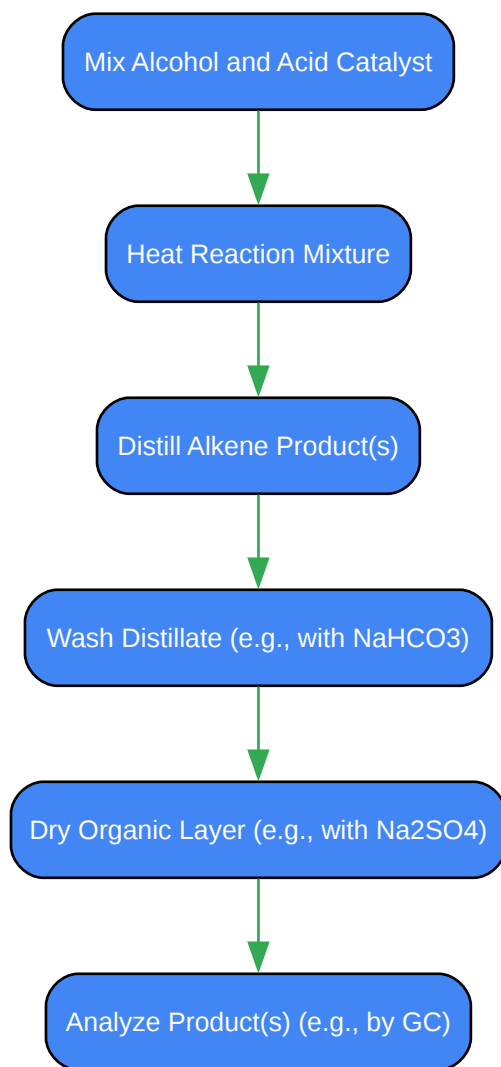 Mix Alcohol and Acid Catalyst
Heat Reaction Mixture
Distill Alkene Product(s)
Wash Distillate (e.g., with NaHCO3)
Dry Organic Layer (e.g., with Na2SO4)
Analyze Product(s) (e.g., by GC)